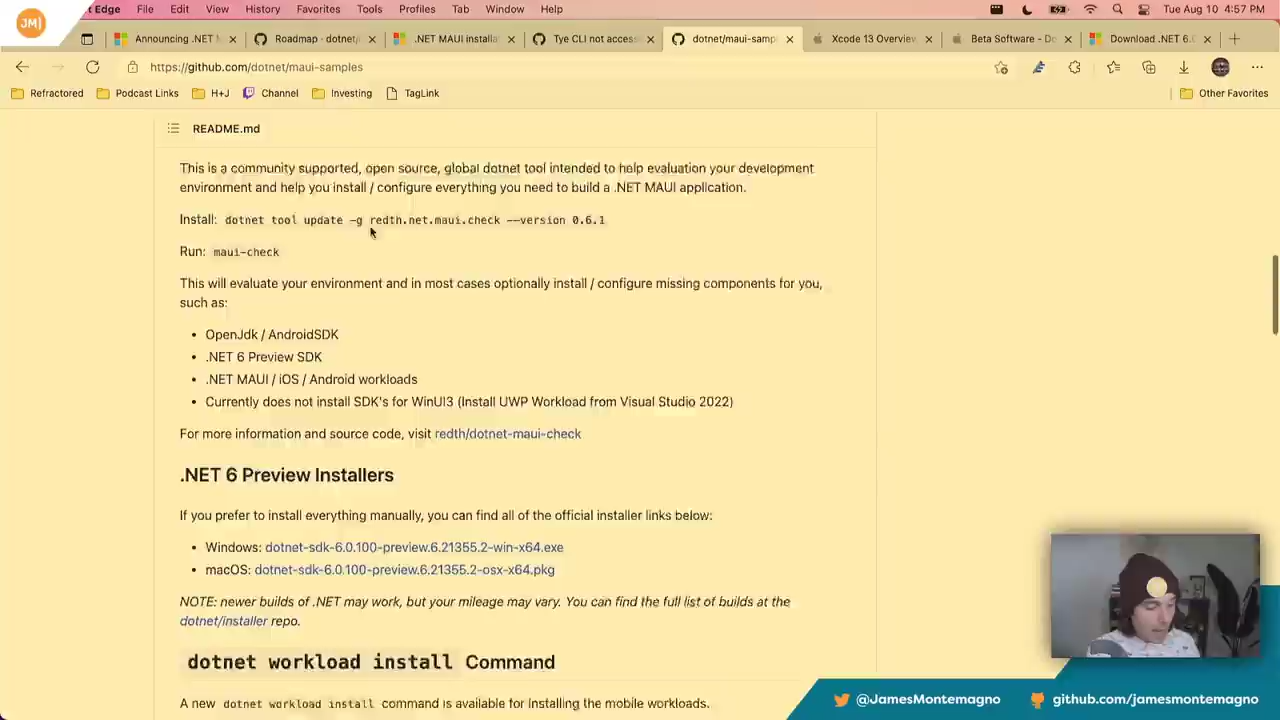 JM|
Edge File Edit View History Favorites Tools Profiles Tab Window Help Tue Aug 10 4:57 PM
Announcing .NET M
Roadmap · dotnet/
.NET MAUI installa
Tye CLI not access
dotnet/maui-sampl
Xcode 13 Overview
Beta Software - Do
Download .NET 6.0
https://github.com/dotnet/maui-samples
Refractored Podcast Links H+J Channel Investing TagLink Other Favorites
README.md
This is a community supported, open source, global dotnet tool intended to help evaluation your development
environment and help you install / configure everything you need to build a .NET MAUI application.
Install: dotnet tool update -g redth.net.maui.check --version 0.6.1
Run: maui-check
This will evaluate your environment and in most cases optionally install / configure missing components for you,
such as:
• OpenJdk / AndroidSDK
• .NET 6 Preview SDK
• .NET MAUI / iOS / Android workloads
• Currently does not install SDK's for WinUI3 (Install UWP Workload from Visual Studio 2022)
For more information and source code, visit redth/dotnet-maui-check
.NET 6 Preview Installers
If you prefer to install everything manually, you can find all of the official installer links below:
• Windows: dotnet-sdk-6.0.100-preview.6.21355.2-win-x64.exe
• macOS: dotnet-sdk-6.0.100-preview.6.21355.2-osx-x64.pkg
NOTE: newer builds of .NET may work, but your mileage may vary. You can find the full list of builds at the
dotnet/installer repo.
dotnet workload install Command
A new dotnet workload install command is available for installing the mobile workloads.
@JamesMontemagno github.com/jamesmontemagno